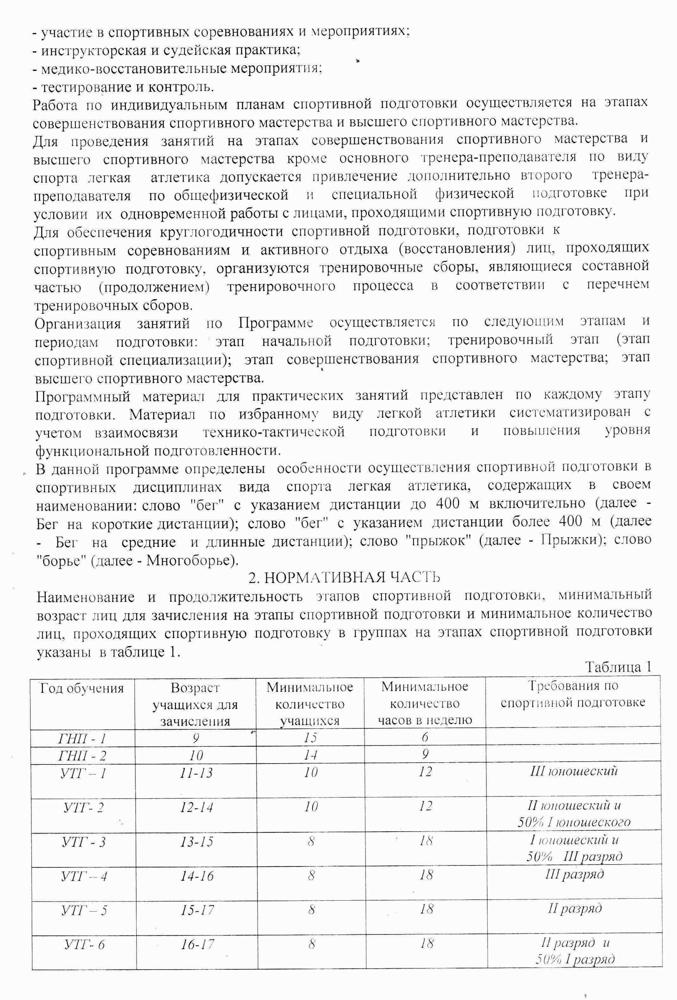 - участие в спортивных соревнованиях и мероприятиях;
- инструкторская и судейская практика;
- медико-восстановительные мероприятия;
- тестирование и контроль.
Работа по индивидуальным планам спортивной подготовки осуществляется на этапах
совершенствования спортивного мастерства и высшего спортивного мастерства.
Для проведения занятий на этапах совершенствования спортивного мастерства и
высшего спортивного мастерства кроме основного тренера-преподавателя по виду
спорта легкая атлетика допускается привлечение дополнительно второго тренера-
преподавателя по общефизической и специальной физической подготовке при
условии их одновременной работы с лицами, проходящими спортивную подготовку.
Для обеспечения круглогодичности спортивной подготовки, подготовки к
спортивным соревнованиям и активного отдыха (восстановления) лиц, проходящих
спортивную подготовку, организуются тренировочные сборы, являющиеся составной
частью (продолжением) тренировочного процесса в соответствии с перечнем
тренировочных сборов.
Организация занятий по Программе осуществляется по следующим этапам и
периодам подготовки: этап начальной подготовки; тренировочный этап (этап
спортивной специализации); этап совершенствования спортивного мастерства; этап
высшего спортивного мастерства.
Программный материал для практических занятий представлен по каждому этапу
подготовки. Материал по избранному виду легкой атлетики систематизирован с
учетом взаимосвязи технико-тактической подготовки и повышения уровня
функциональной подготовленности.
В данной программе определены особенности осуществления спортивной подготовки в
спортивных дисциплинах вида спорта легкая атлетика, содержащих в своем
наименовании: слово "бег" с указанием дистанции до 400 м включительно (далее -
Бег на короткие дистанции); слово "бег" с указанием дистанции более 400 м (далее
- Бег на средние и длинные дистанции); слово "прыжок" (далее - Прыжки); слово
"борье" (далее - Многоборье).
2. НОРМАТИВНАЯ ЧАСТЬ
Наименование и продолжительность этапов спортивной подготовки, минимальный
возраст лиц для зачисления на этапы спортивной подготовки и минимальное количество
лиц, проходящих спортивную подготовку в группах на этапах спортивной подготовки
указаны в таблице 1.
Таблица 1
Год обучения Возраст Минимальное Минимальное Требования по
учащихся для количество количество спортивной подготовке
зачисления учащихся часов в неделю
ГНП - 1 9 15 6
ГНП - 2 10 14 9
УТГ – 1 11-13 10 12 III юношеский
УТГ- 2 12-14 10 12 II юношеский и
50% I юношеского
УТГ - 3 13-15 8 18 I юношеский и
50% III разряд
УТГ – 4 14-16 8 18 III разряд
УТГ – 5 15-17 8 18 II разряд
УТГ- 6 16-17 8 18 II разряд и
50% I разряд